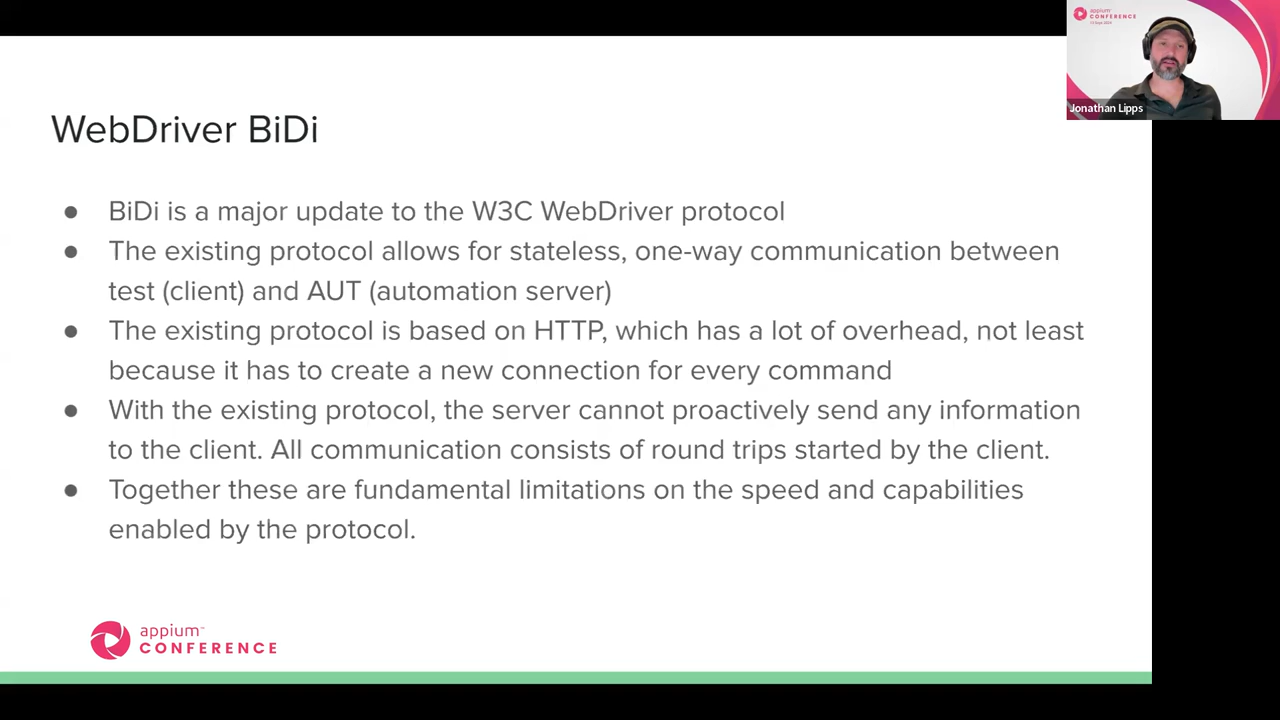 appium™
CONFERENCE
Jonathan Lipps
WebDriver BiDi
● BiDi is a major update to the W3C WebDriver protocol
● The existing protocol allows for stateless, one-way communication between
test (client) and AUT (automation server)
● The existing protocol is based on HTTP, which has a lot of overhead, not least
because it has to create a new connection for every command
● With the existing protocol, the server cannot proactively send any information
to the client. All communication consists of round trips started by the client.
● Together these are fundamental limitations on the speed and capabilities
enabled by the protocol.
appium™
CONFERENCE